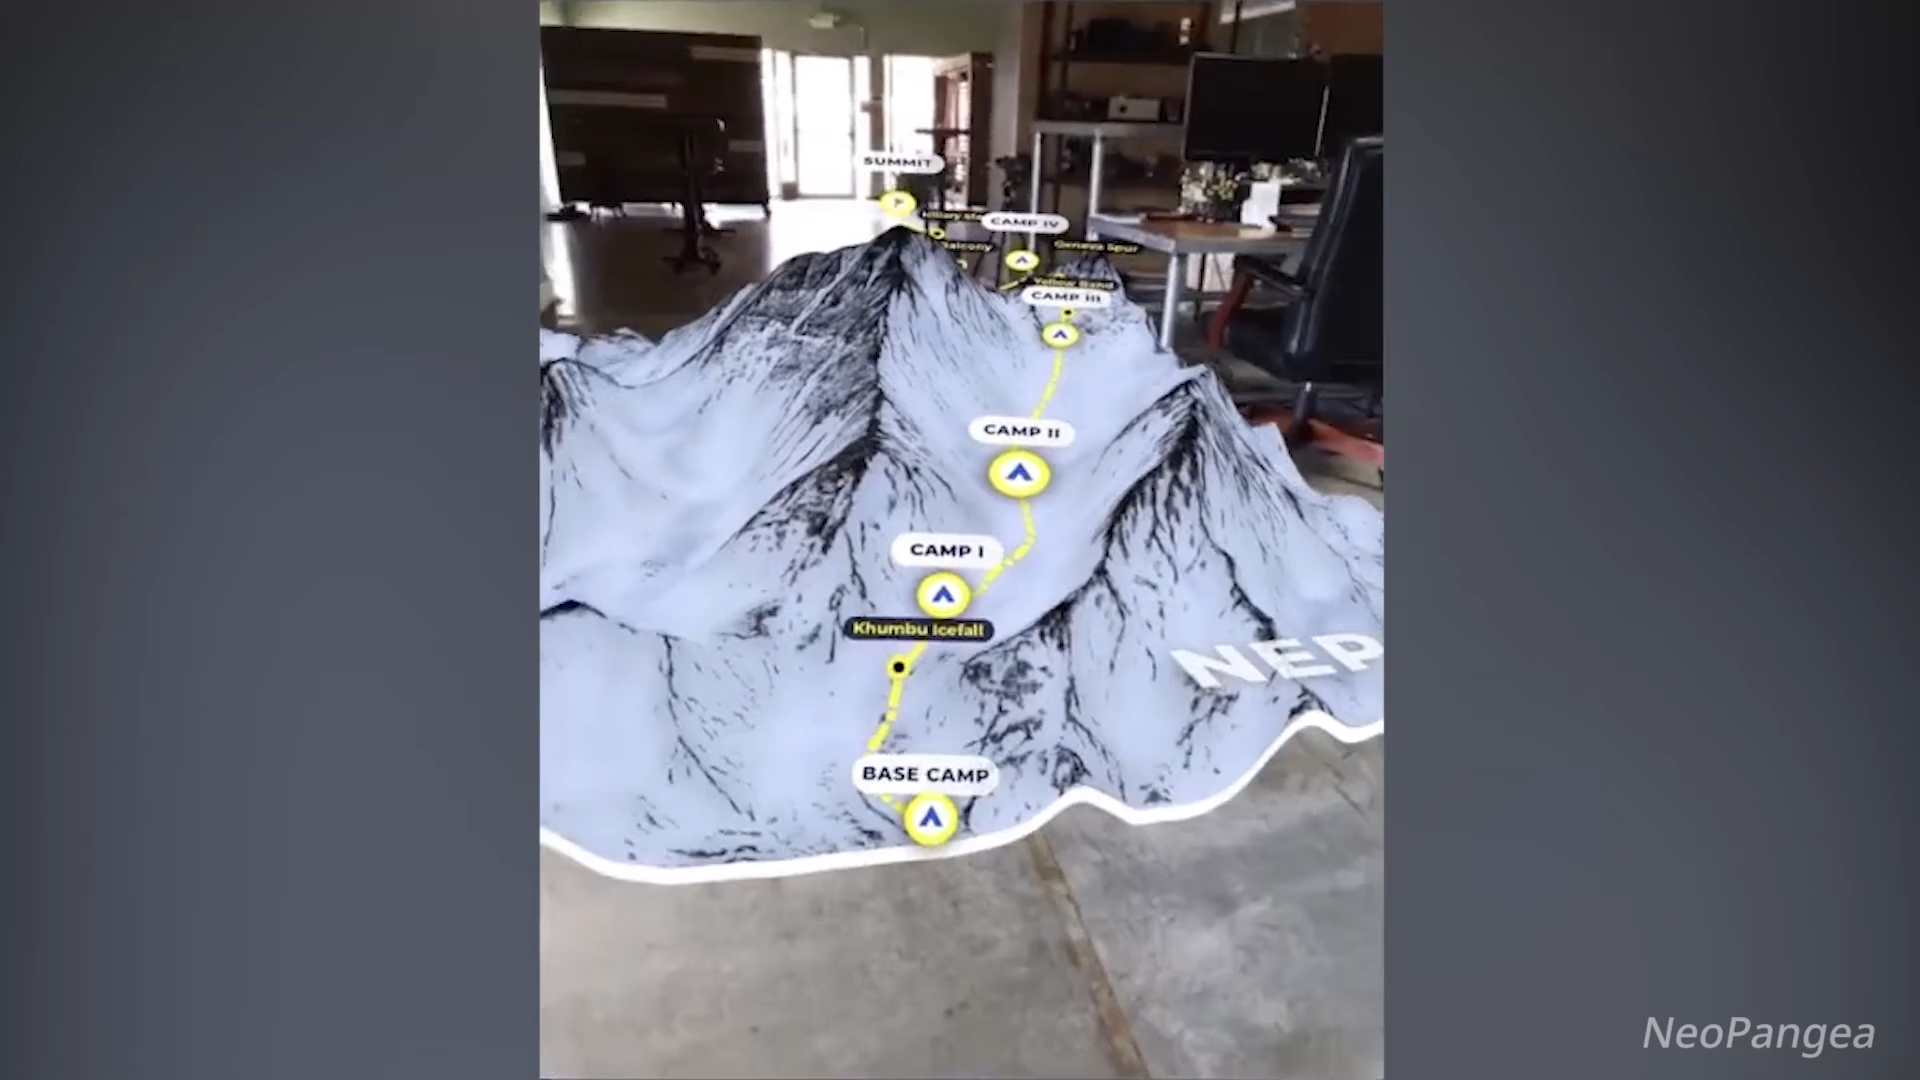 SUMMIT
Hillary
CAMP IV
Balcony
Geneva Spur
Yellow Band
CAMP III
CAMP II
CAMP I
Khumbu Icefall
NEP
BASE CAMP
NeoPangea